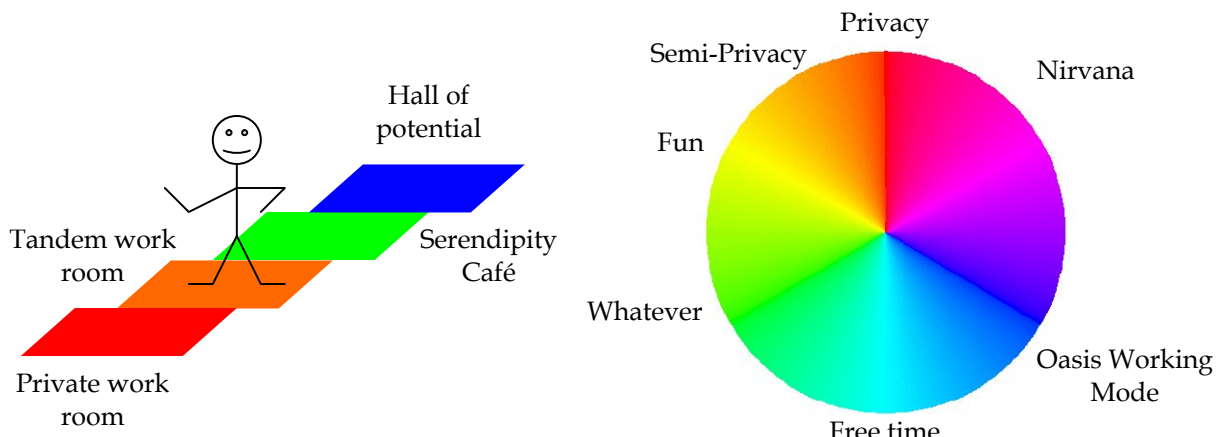 Hall of
potential
Tandem work
room
Serendipity
Café
Private work
room
Privacy
Semi-Privacy
Nirvana
Fun
Whatever
Oasis Working
Mode
Free time